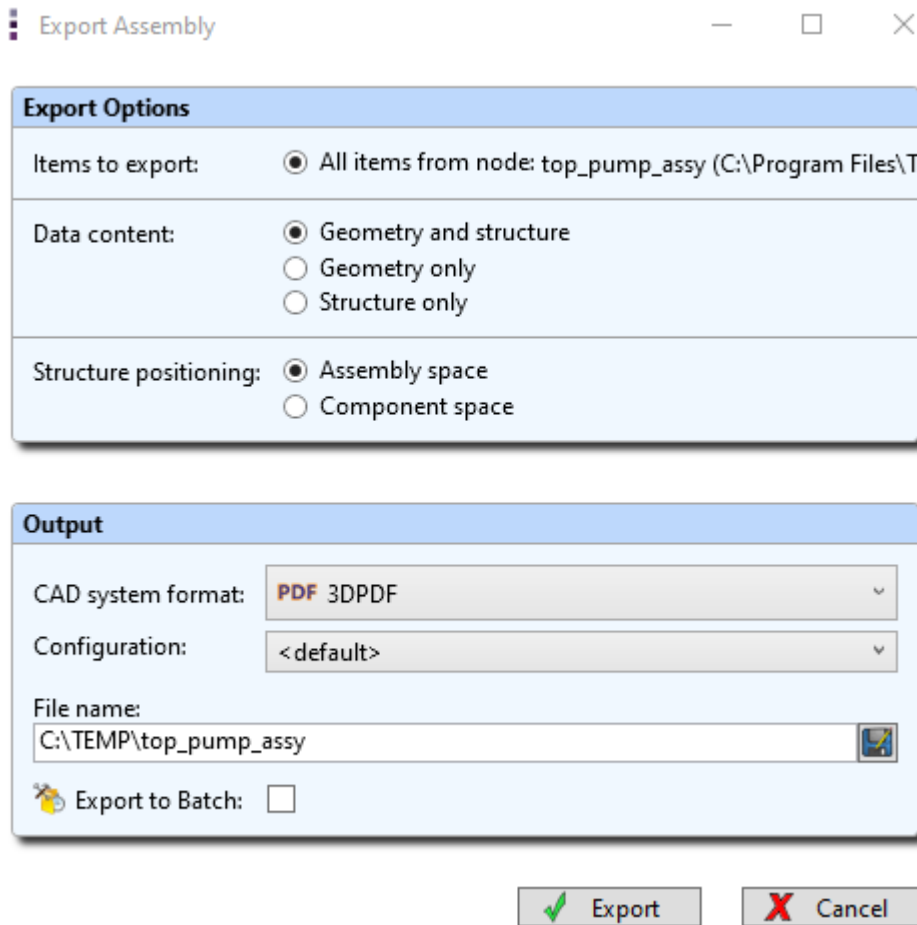 Export Assembly
Export Options
Items to export: All items from node: top_pump_assy (C:\Program Files\T
Data content: Geometry and structure
Geometry only
Structure only
Structure positioning: Assembly space
Component space
Output
CAD system format: PDF 3DPDF
Configuration: <default>
File name:
C:\TEMP\top_pump_assy
Export to Batch:
Export Cancel